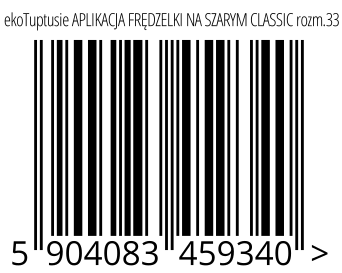 ekoTuptusie APLIKACJA FRĘDZELKI NA SZARYM CLASSIC rozm.33
5 904083 459340 >